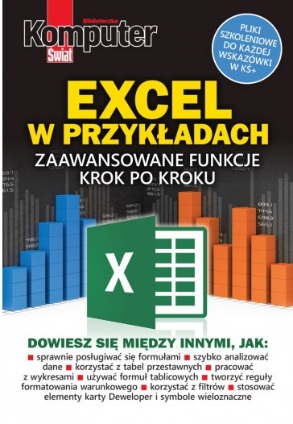 Biblioteczka
Komputer
Świat
PLIKI
SZKOLENIOWE
DO KAŻDEJ
WSKAZÓWKI
W KŚ+
EXCEL
W PRZYKŁADACH
ZAAWANSOWANE FUNKCJE
KROK PO KROKU
X
DOWIESZ SIĘ MIĘDZY INNYMI, JAK:
▪ sprawnie posługiwać się formułami ▪ szybko analizować
dane ▪ korzystać z tabel przestawnych ▪ pracować
z wykresami ▪ używać formuł tablicowych ▪ tworzyć reguły
formatowania warunkowego ▪ korzystać z filtrów ▪ stosować
elementy karty Deweloper i symbole wieloznaczne